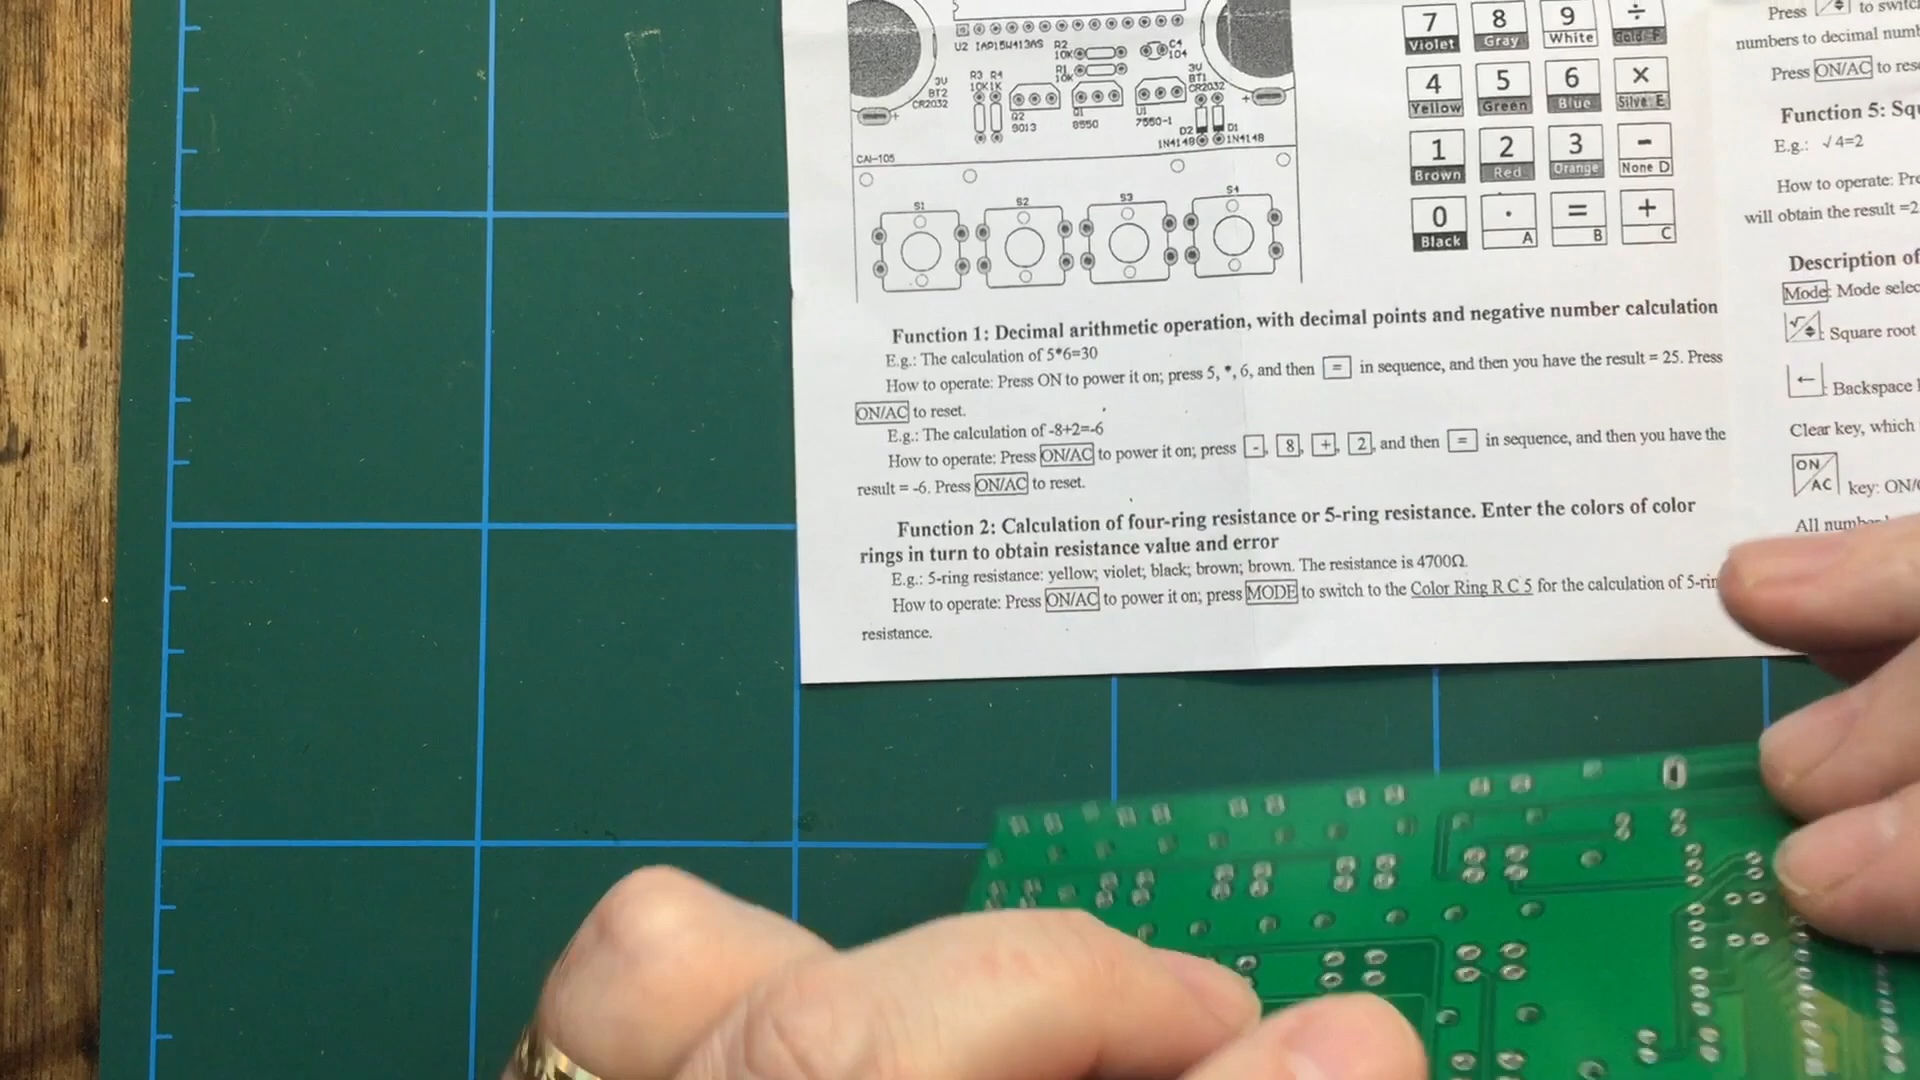 U2 IAP15W413AS
R2
10K
C4
104
R1
10K
3V
BT2
CR2032
R3 R4
10K1K
Q2
9013
Q1
8550
U1
7550-1
3V
BT1
CR2032
D2
1N4148
D1
1N4148
CAI-105
S1
S2
S3
S4
7 8 9 ÷
Violet Gray White Gold F
4 5 6 ×
Yellow Green Blue Silve E
1 2 3 -
Brown Red Orange None D
0 . = +
Black A B C
Function 1: Decimal arithmetic operation, with decimal points and negative number calculation
E.g.: The calculation of 5*6=30
How to operate: Press ON to power it on; press 5, *, 6, and then = in sequence, and then you have the result = 25. Press
ON/AC to reset.
E.g.: The calculation of -8+2=-6
How to operate: Press ON/AC to power it on; press -, 8, +, 2, and then = in sequence, and then you have the
result = -6. Press ON/AC to reset.
Function 2: Calculation of four-ring resistance or 5-ring resistance. Enter the colors of color
rings in turn to obtain resistance value and error
E.g.: 5-ring resistance: yellow; violet; black; brown; brown. The resistance is 4700Ω.
How to operate: Press ON/AC to power it on; press MODE to switch to the Color Ring R C 5 for the calculation of 5-rin
resistance.
Press √ to switc
numbers to decimal numb
Press ON/AC to rese
Function 5: Squ
E.g.: √4=2
How to operate: Pre
will obtain the result =2
Description of
Mode: Mode selec
√ : Square root
←: Backspace
Clear key, which
ON/AC key: ON/
All numb